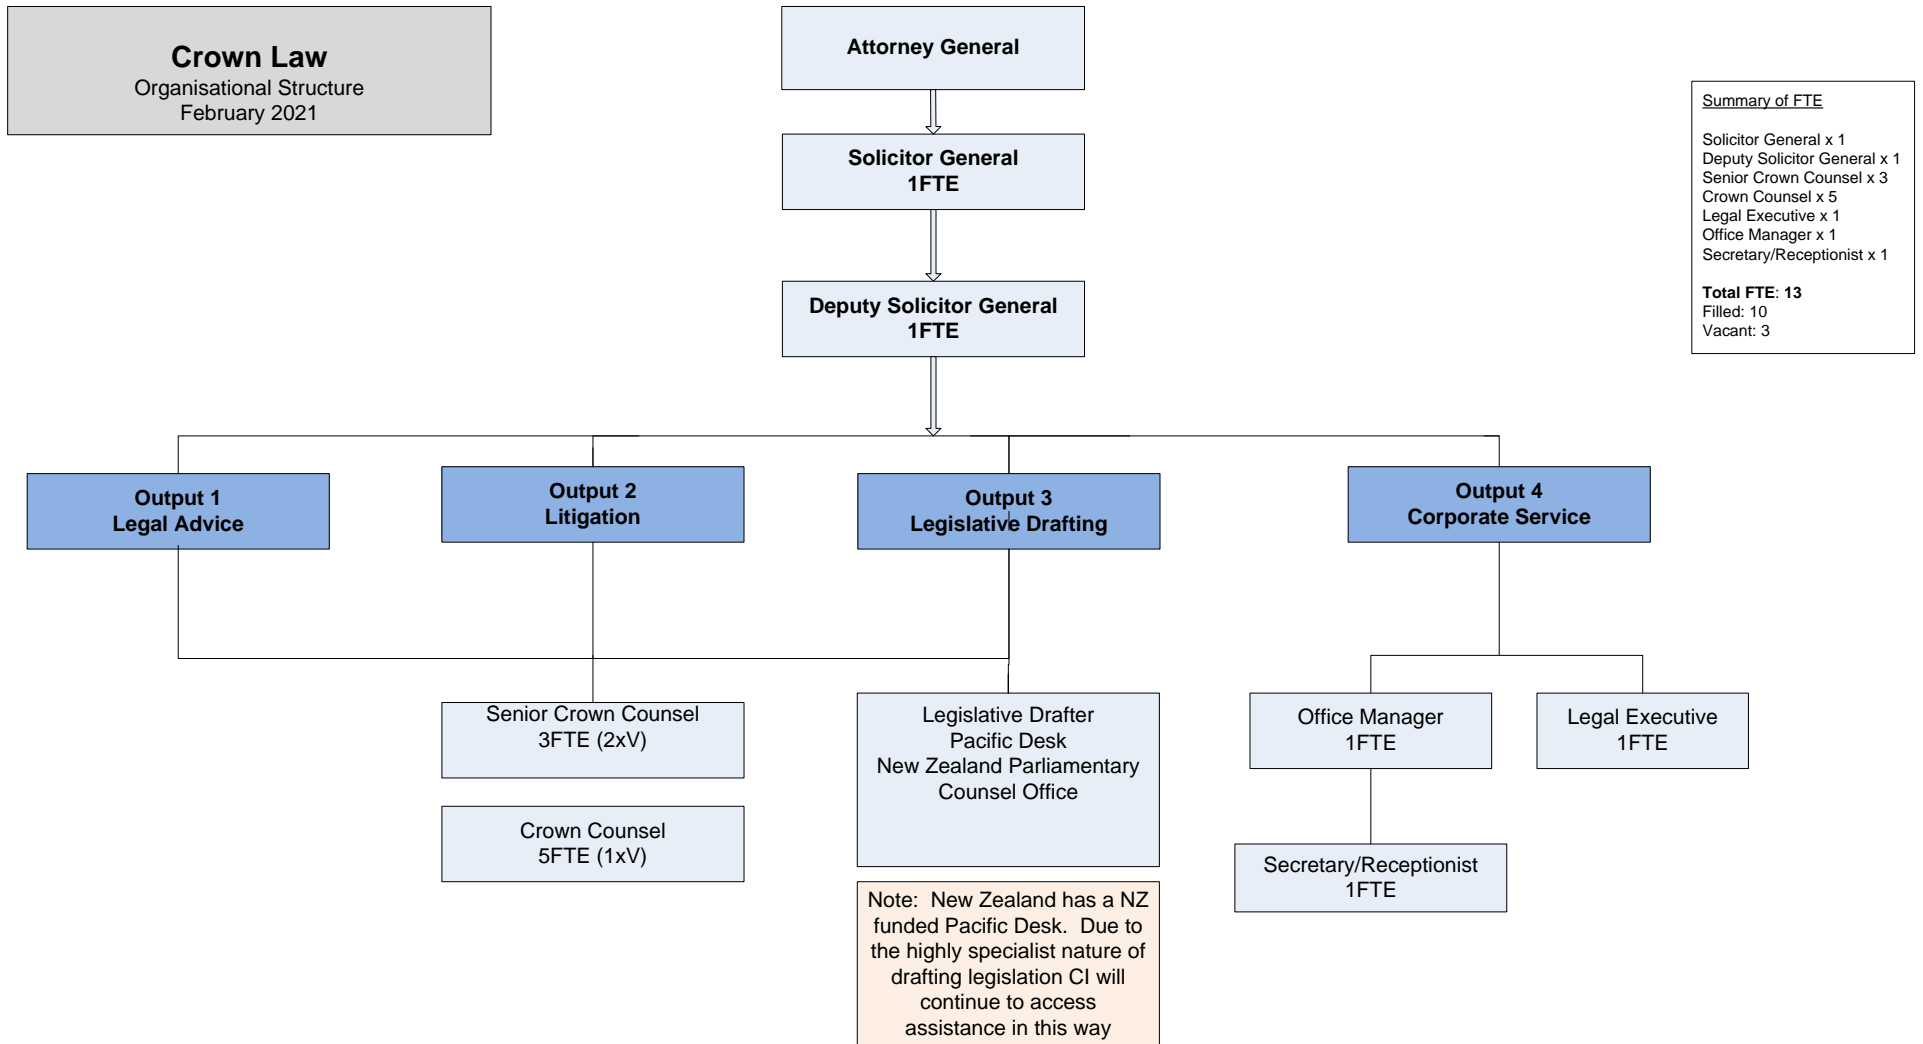 Crown Law
Organisational Structure
February 2021
Attorney General
Solicitor General
1FTE
Deputy Solicitor General
1FTE
Summary of FTE
Solicitor General x 1
Deputy Solicitor General x 1
Senior Crown Counsel x 3
Crown Counsel x 5
Legal Executive x 1
Office Manager x 1
Secretary/Receptionist x 1
Total FTE: 13
Filled: 10
Vacant: 3
Output 1
Legal Advice
Output 2
Litigation
Output 3
Legislative Drafting
Output 4
Corporate Service
Senior Crown Counsel
3FTE (2xV)
Crown Counsel
5FTE (1xV)
Legislative Drafter
Pacific Desk
New Zealand Parliamentary
Counsel Office
Note:  New Zealand has a NZ
funded Pacific Desk.  Due to
the highly specialist nature of
drafting legislation CI will
continue to access
assistance in this way
Office Manager
1FTE
Legal Executive
1FTE
Secretary/Receptionist
1FTE